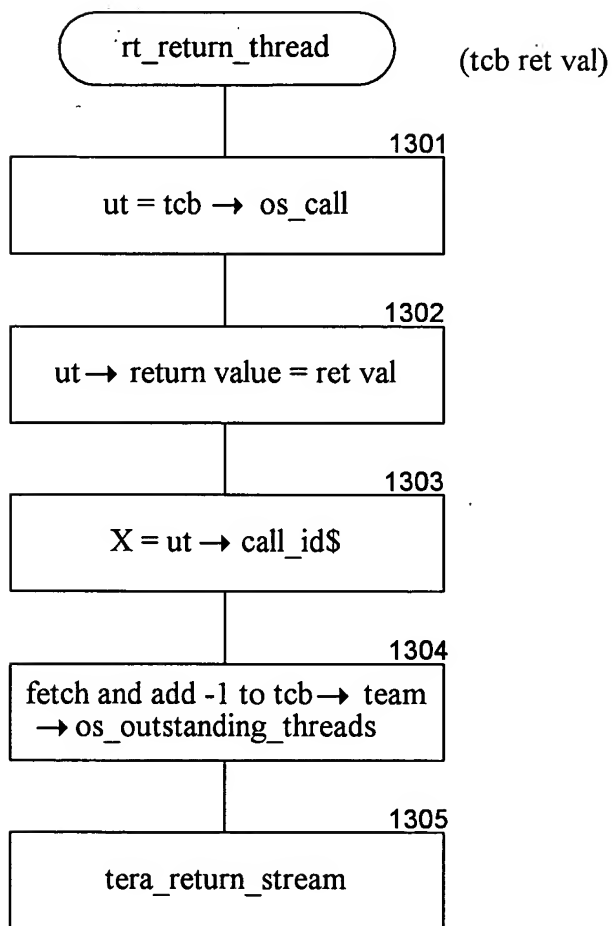 rt_return_thread
(tcb ret val)
1301
ut = tcb → os_call
1302
ut → return value = ret val
1303
X = ut → call_id$
1304
fetch and add -1 to tcb → team
→ os_outstanding_threads
1305
tera_return_stream